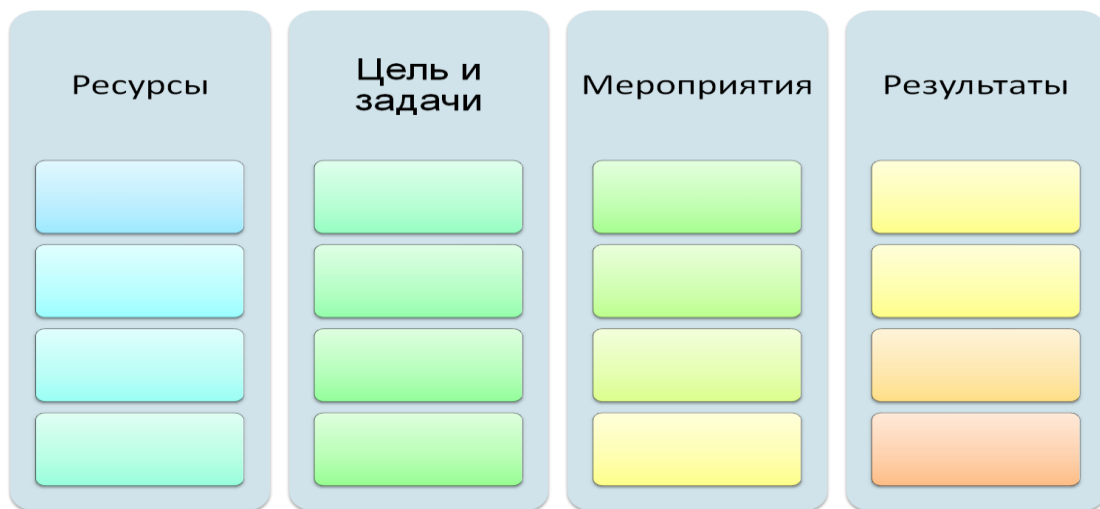 Ресурсы
Цель и
задачи
Мероприятия
Результаты